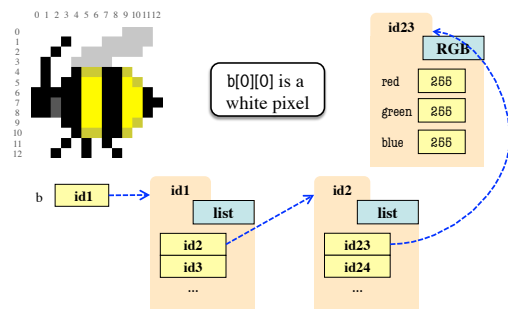 0 1 2 3 4 5 6 7 8 9 10 11 12
0
1
2
3
4
5
6
7
8
9
10
11
12
b[0][0] is a
white pixel
id23
RGB
red 255
green 255
blue 255
b id1
id1
list
id2
id3
...
id2
list
id23
id24
...